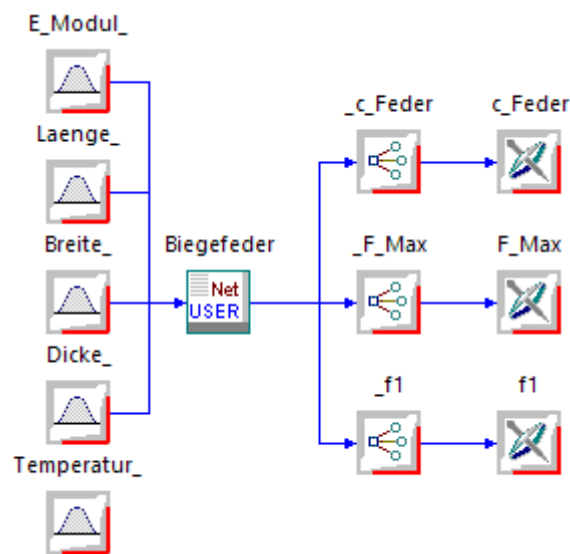 E_Modul_
_c_Feder
c_Feder
Laenge_
Breite_
Biegefeder
_F_Max
F_Max
Net
USER
Dicke_
_f1
f1
Temperatur_